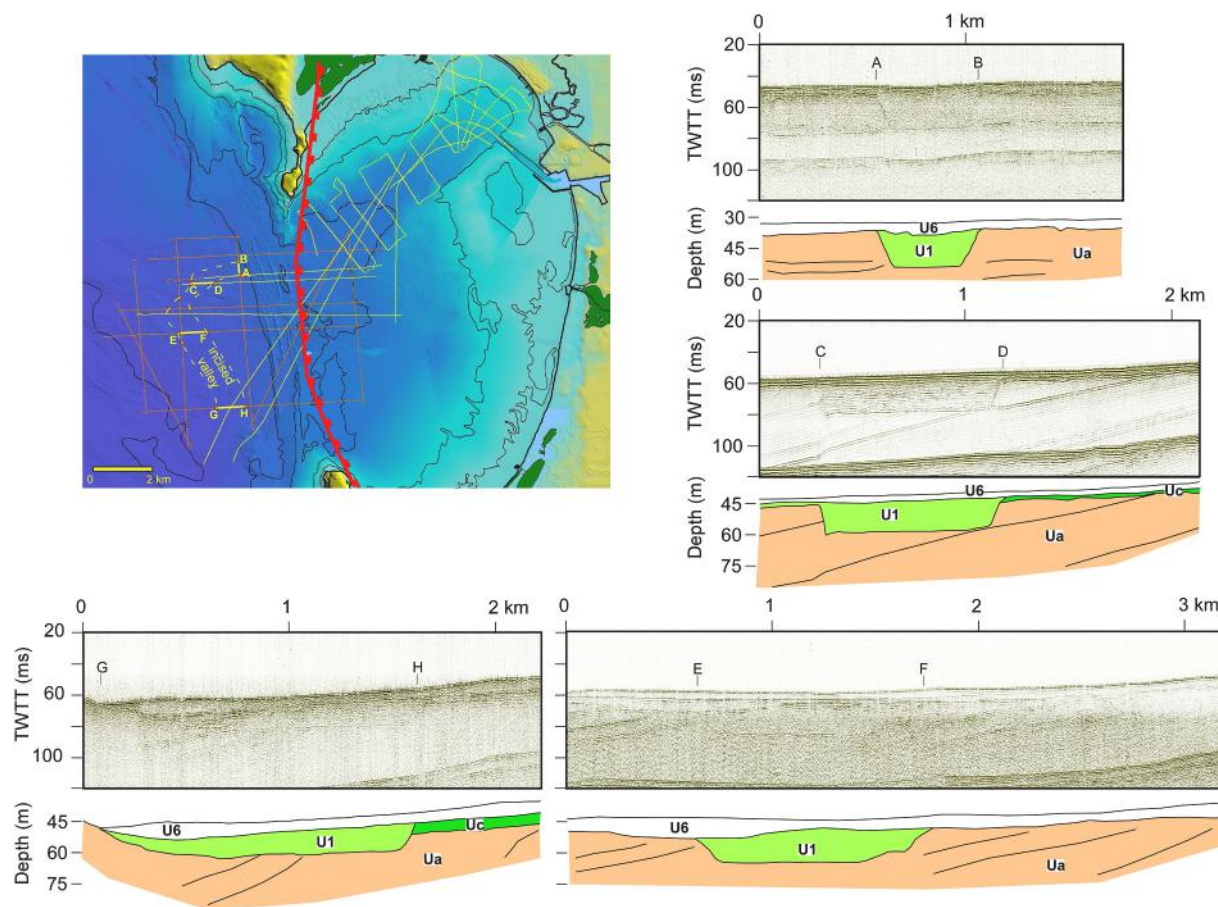 B
A
C D
E F
incised
valley
G H
0 2 km
0 1 km
20
60
100
TWTT (ms)
A B
30
45
60
Depth (m)
U6
U1
Ua
0 1 2 km
20
60
100
TWTT (ms)
C D
45
60
75
Depth (m)
U6
Uc
U1
Ua
0 1 2 km
20
60
100
TWTT (ms)
G H
45
60
75
Depth (m)
U6
U1
Uc
Ua
0 1 2 3 km
E F
U6
U1
Ua